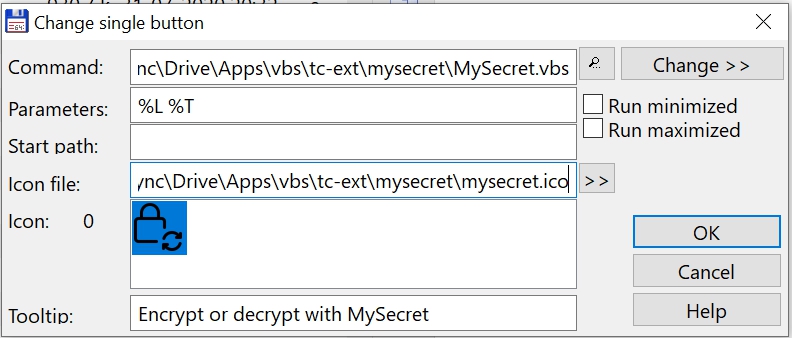 Change single button
Command: nc\Drive\Apps\vbs\tc-ext\mysecret\MySecret.vbs Change >>
Parameters: %L %T
Run minimized
Start path:
Run maximized
Icon file: ync\Drive\Apps\vbs\tc-ext\mysecret\mysecret.ico >>
Icon: 0
OK
Cancel
Tooltip: Encrypt or decrypt with MySecret
Help